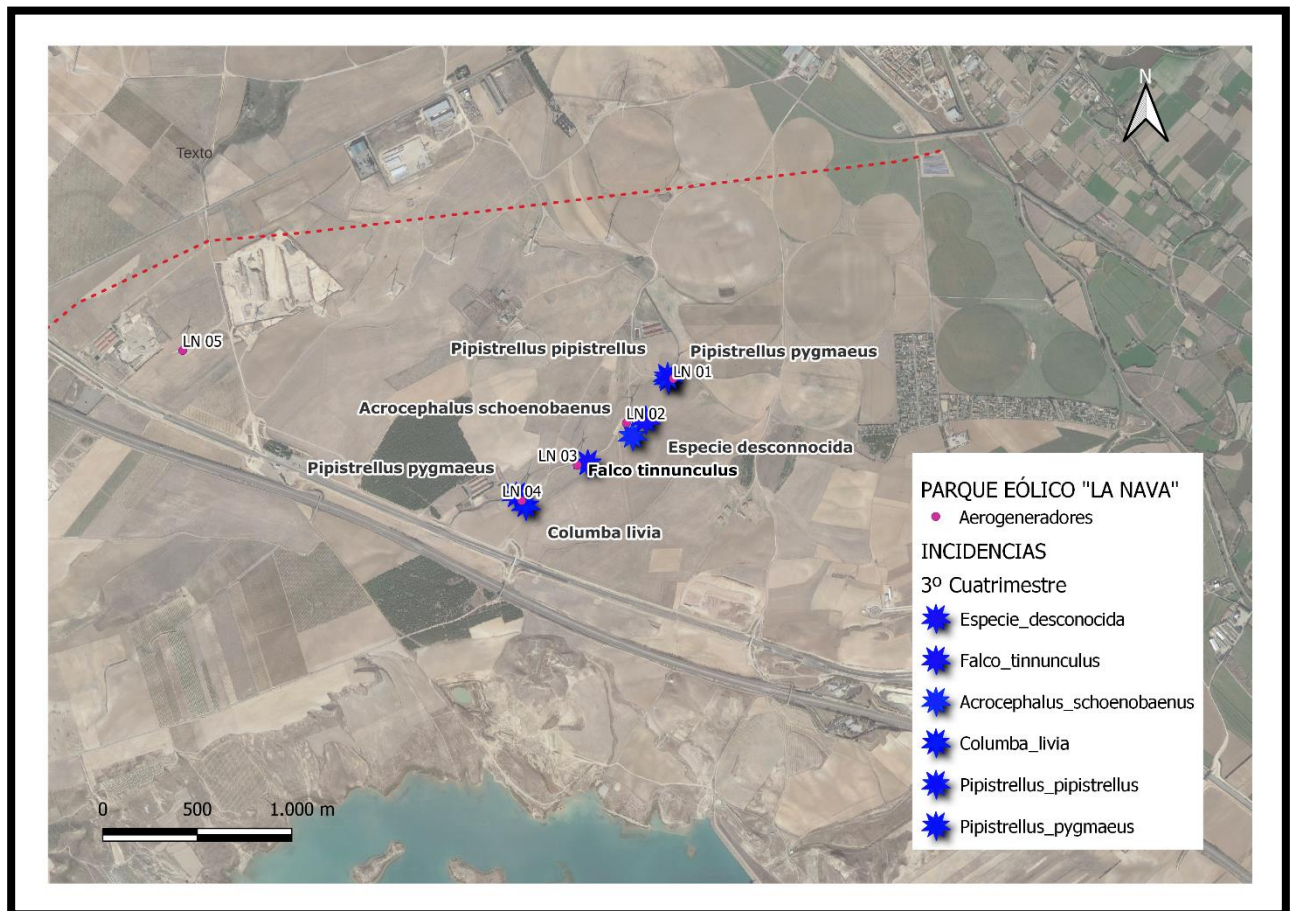 N
Texto
LN 05
Pipistrellus pipistrellus
Pipistrellus pygmaeus
LN 01
Acrocephalus schoenobaenus
LN 02
Especie desconnocida
Pipistrellus pygmaeus
LN 03
Falco tinnunculus
LN 04
Columba livia
PARQUE EÓLICO "LA NAVA"
Aerogeneradores
INCIDENCIAS
3º Cuatrimestre
Especie_desconocida
Falco_tinnunculus
Acrocephalus_schoenobaenus
Columba_livia
Pipistrellus_pipistrellus
Pipistrellus_pygmaeus
0 500 1.000 m